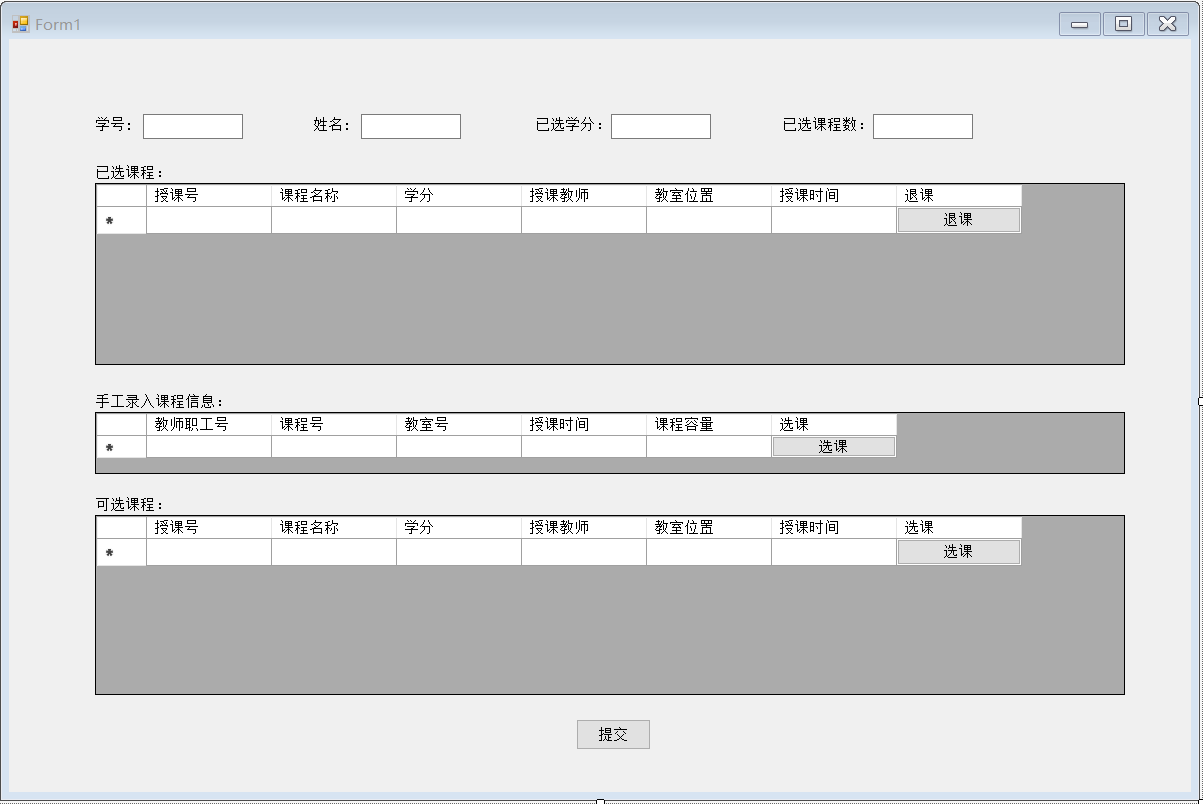 Form1
学号： 姓名： 已选学分： 已选课程数：
已选课程：
授课号 课程名称 学分 授课教师 教室位置 授课时间 退课
* 退课
手工录入课程信息：
教师职工号 课程号 教室号 授课时间 课程容量 选课
* 选课
可选课程：
授课号 课程名称 学分 授课教师 教室位置 授课时间 选课
* 选课
提交